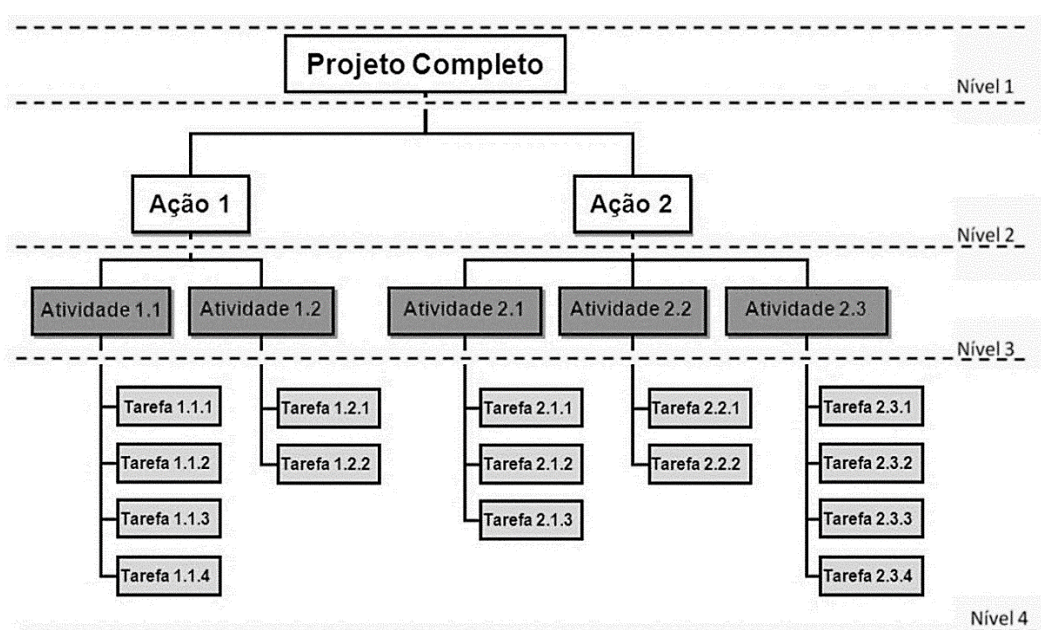 Projeto Completo
Nível 1
Ação 1
Ação 2
Nível 2
Atividade 1.1
Atividade 1.2
Atividade 2.1
Atividade 2.2
Atividade 2.3
Nível 3
Tarefa 1.1.1
Tarefa 1.1.2
Tarefa 1.1.3
Tarefa 1.1.4
Tarefa 1.2.1
Tarefa 1.2.2
Tarefa 2.1.1
Tarefa 2.1.2
Tarefa 2.1.3
Tarefa 2.2.1
Tarefa 2.2.2
Tarefa 2.3.1
Tarefa 2.3.2
Tarefa 2.3.3
Tarefa 2.3.4
Nível 4